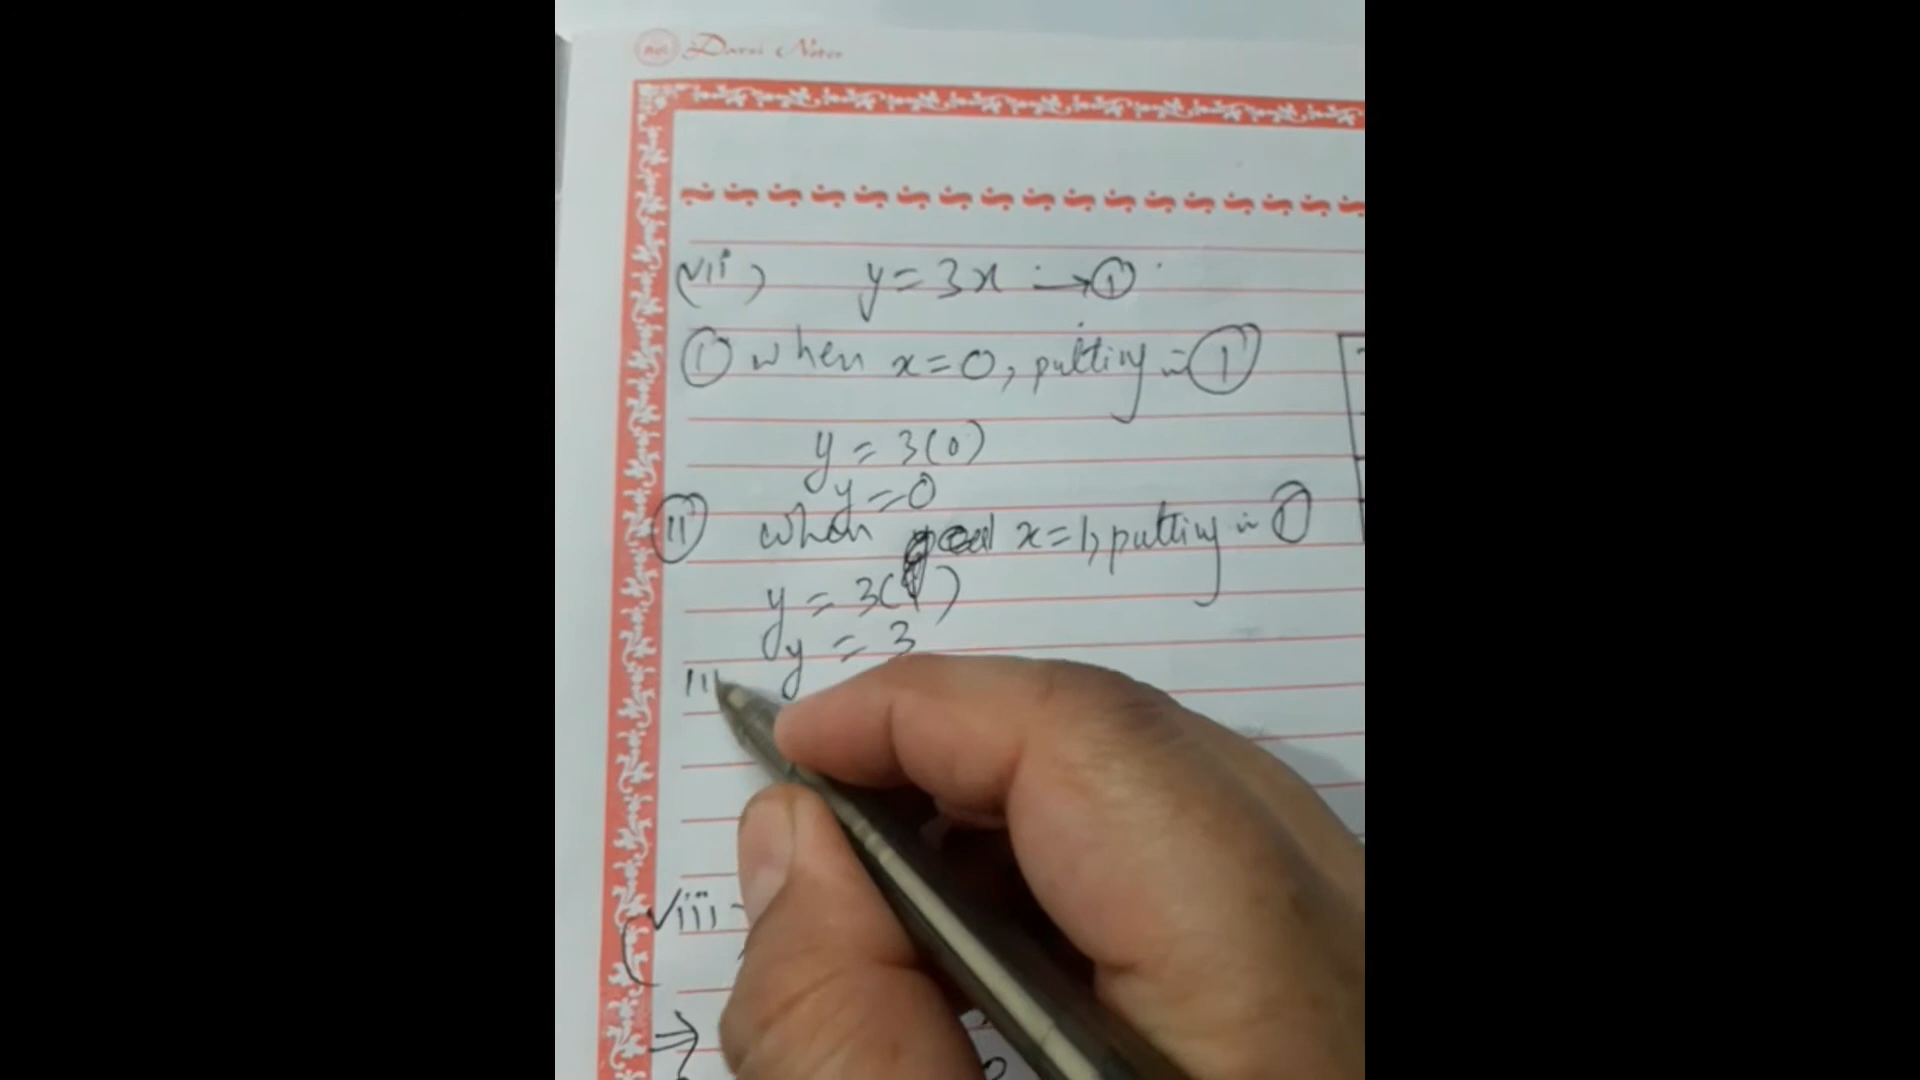 Darsi Notes
(vii) y = 3x → ①
① when x = 0, putting in ①
y = 3(0)
y = 0
Ⅱ when x = 1, putting in ①
y = 3(1)
y = 3
III
(viii
⇒